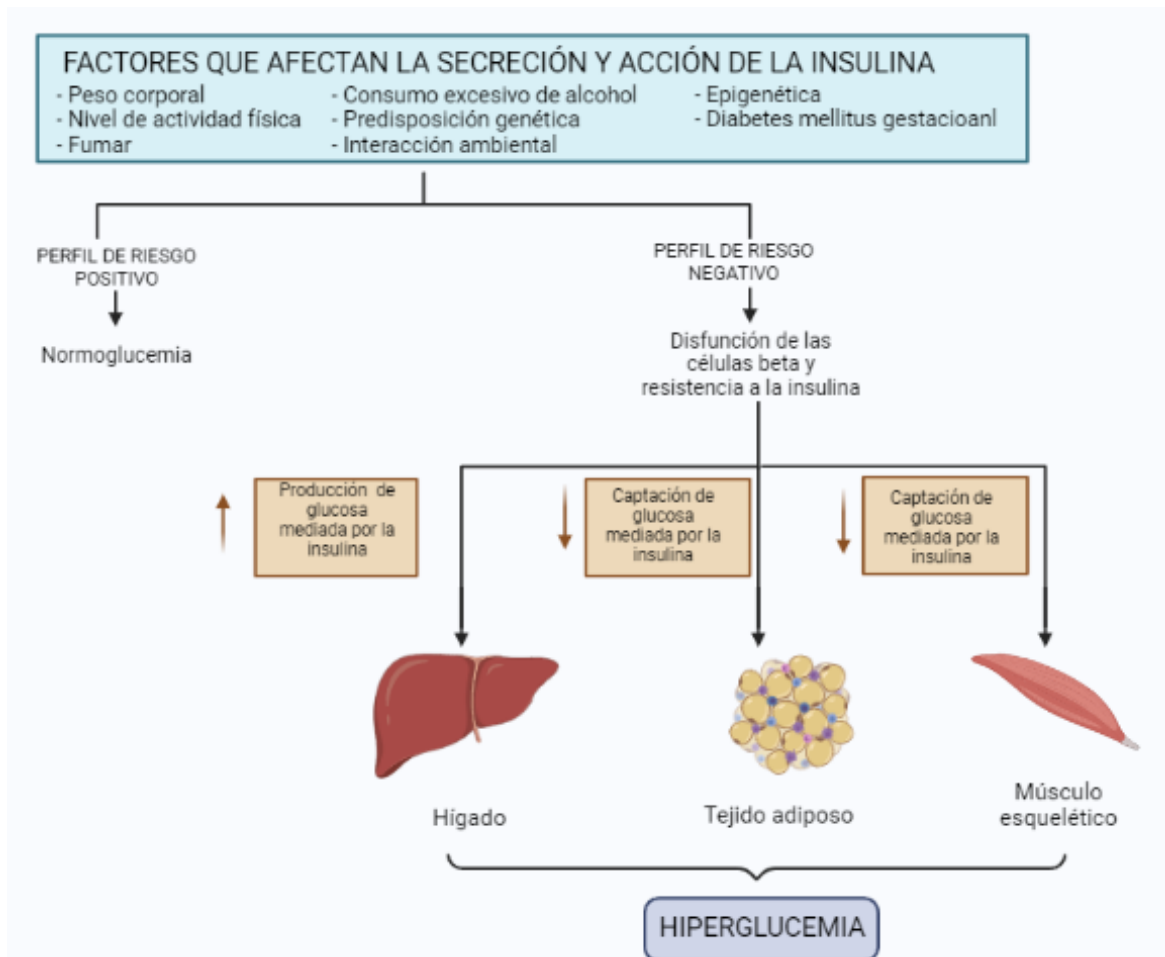 FACTORES QUE AFECTAN LA SECRECIÓN Y ACCIÓN DE LA INSULINA
- Peso corporal
- Nivel de actividad física
- Fumar
- Consumo excesivo de alcohol
- Predisposición genética
- Interacción ambiental
- Epigenética
- Diabetes mellitus gestacioanl
PERFIL DE RIESGO
POSITIVO
Normoglucemia
PERFIL DE RIESGO
NEGATIVO
Disfunción de las
células beta y
resistencia a la insulina
Producción de
glucosa
mediada por la
insulina
Captación de
glucosa
mediada por la
insulina
Captación de
glucosa
mediada por la
insulina
Hígado
Tejido adiposo
Músculo
esquelético
HIPERGLUCEMIA